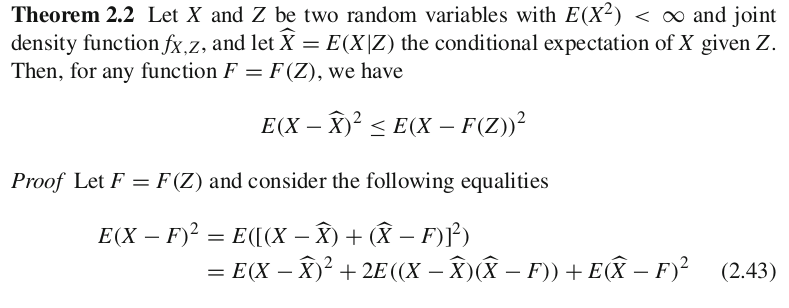 Theorem 2.2 Let X and Z be two random variables with E(X²) < ∞ and joint
density function f_{X,Z}, and let X̂ = E(X|Z) the conditional expectation of X given Z.
Then, for any function F = F(Z), we have
E(X − X̂)² ≤ E(X − F(Z))²
Proof Let F = F(Z) and consider the following equalities
E(X − F)² = E([(X − X̂) + (X̂ − F)]²)
= E(X − X̂)² + 2E((X − X̂)(X̂ − F)) + E(X̂ − F)² (2.43)